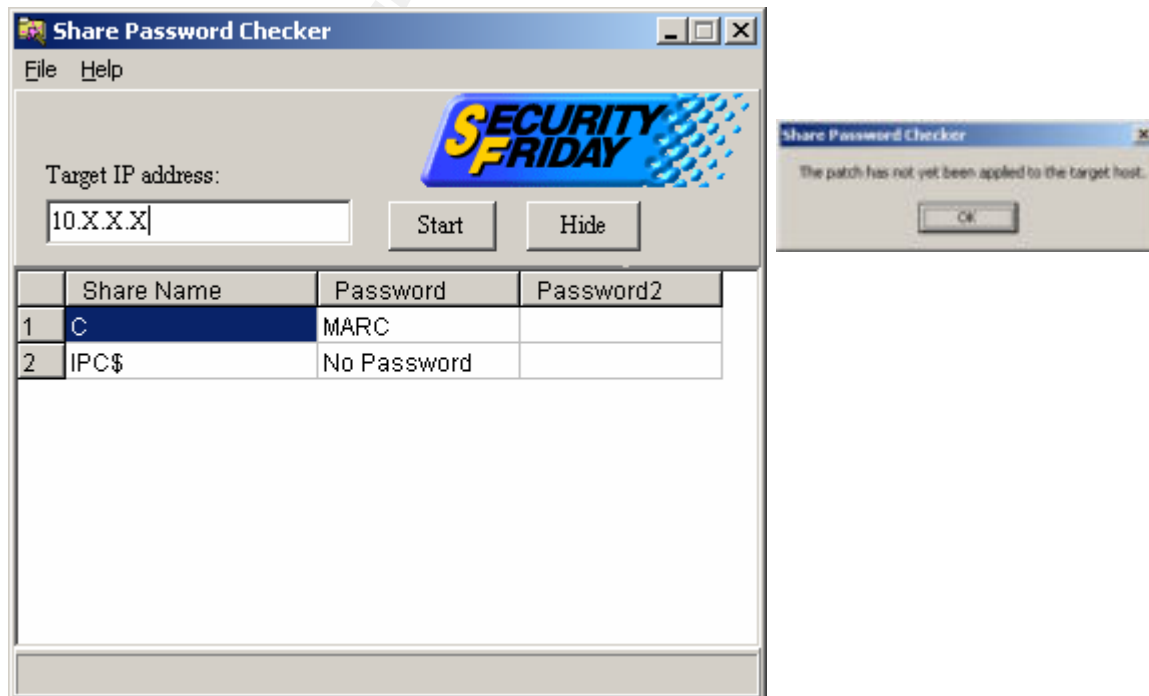 Share Password Checker
File Help
SECURITY
FRIDAY
Target IP address:
10.X.X.X
Start Hide
Share Name Password Password2
1 C MARC
2 IPC$ No Password
Share Password Checker
The patch has not yet been applied to the target host.
OK